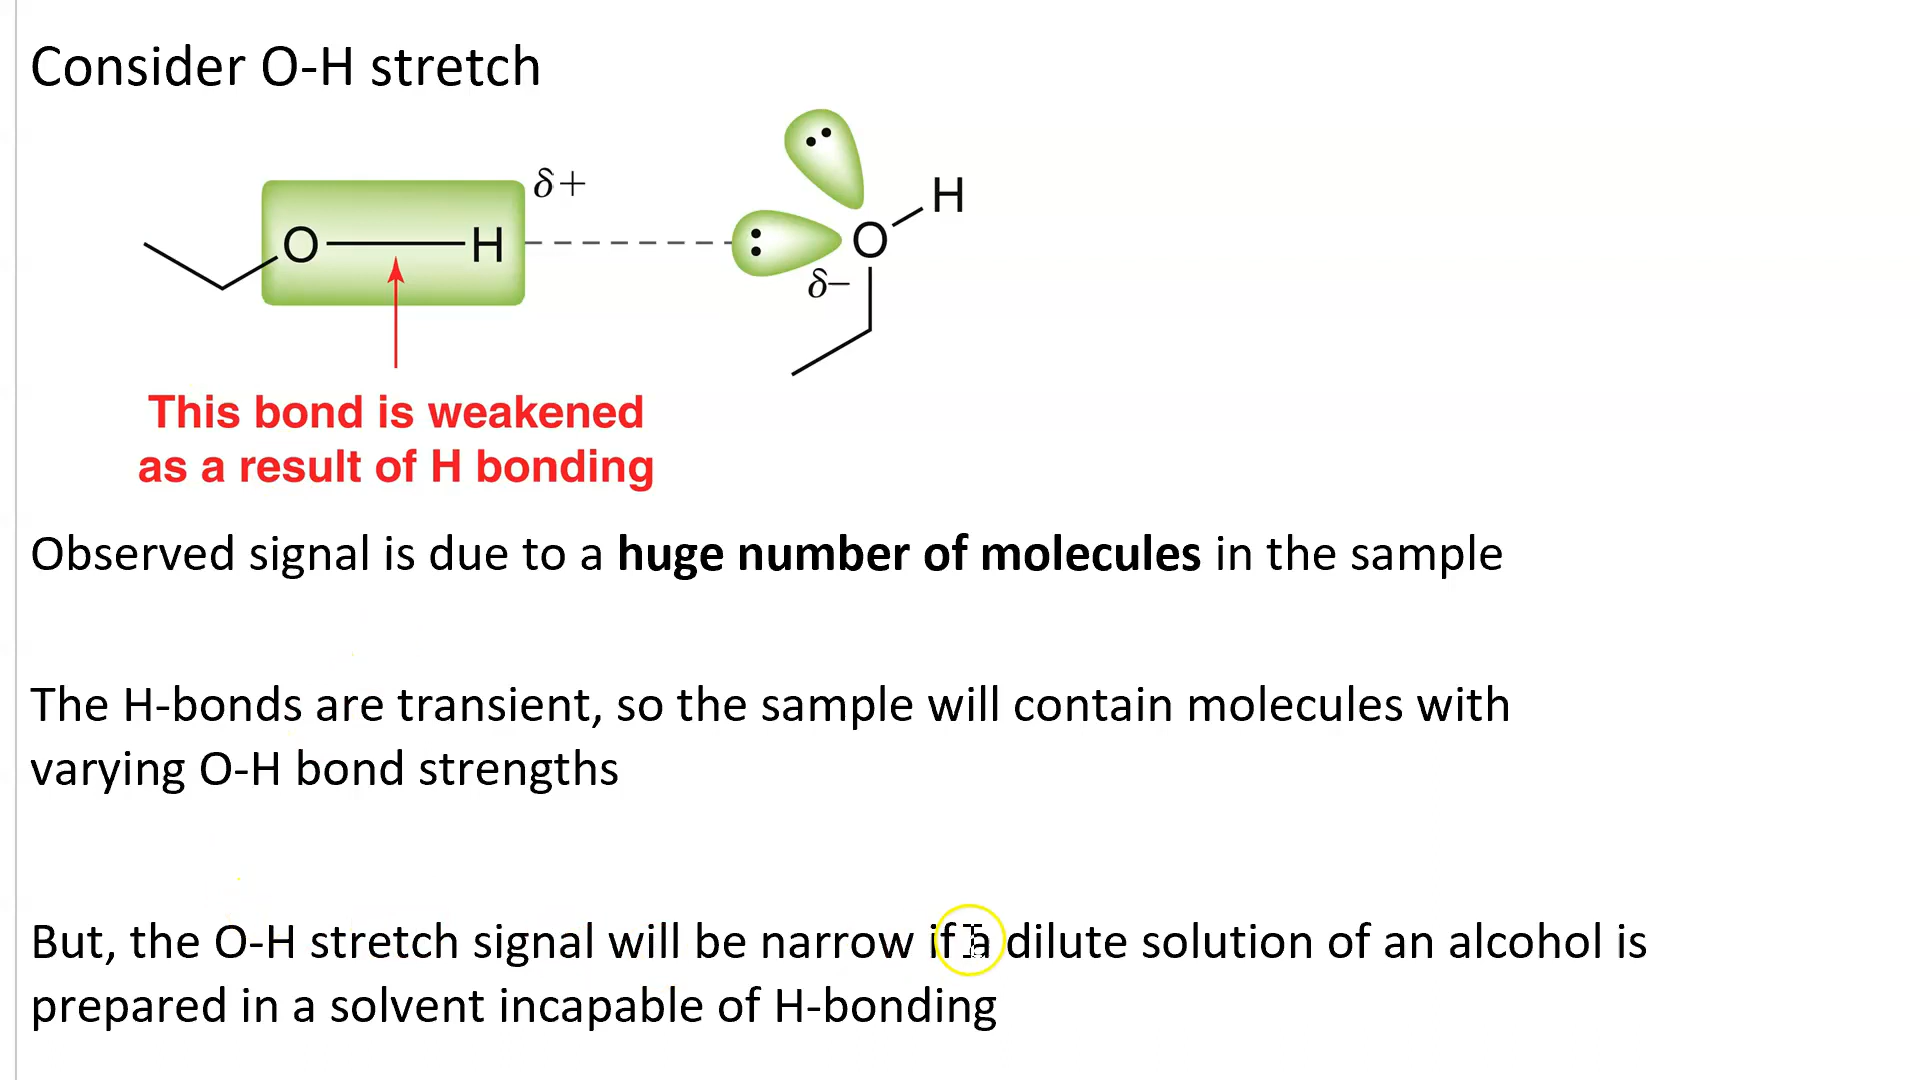 Consider O-H stretch
δ+
H
O H : O
δ−
This bond is weakened
as a result of H bonding
Observed signal is due to a huge number of molecules in the sample
The H-bonds are transient, so the sample will contain molecules with
varying O-H bond strengths
But, the O-H stretch signal will be narrow if a dilute solution of an alcohol is
prepared in a solvent incapable of H-bonding